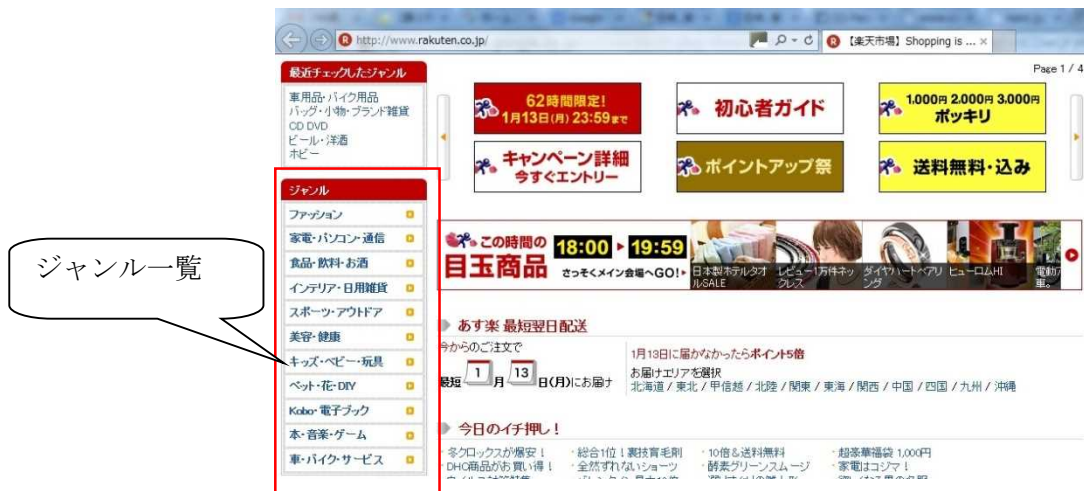 http://www.rakuten.co.jp/
【楽天市場】Shopping is ... ×
最近チェックしたジャンル
車用品・バイク用品
バッグ・小物・ブランド雑貨
CD DVD
ビール・洋酒
ホビー
Page 1 / 4
62時間限定!
1月13日(月) 23:59まで
初心者ガイド
1,000円 2,000円 3,000円
ポッキリ
キャンペーン詳細
今すぐエントリー
ポイントアップ祭
送料無料・込み
ジャンル一覧
ジャンル
ファッション
家電・パソコン・通信
食品・飲料・お酒
インテリア・日用雑貨
スポーツ・アウトドア
美容・健康
キッズ・ベビー・玩具
ペット・花・DIY
Kobo・電子ブック
本・音楽・ゲーム
車・バイク・サービス
この時間の
目玉商品
18:00 ▶ 19:59
さっそくメイン会場へGO!
日本製ホテルタオルSALE
レビュー1万件ネックレス
ダイヤハートペアリング
ヒューロムHI
電動
車。
あす楽 最短翌日配送
今からのご注文で
最短 1 月 13 日(月)にお届け
1月13日に届かなかったらポイント5倍
お届けエリアを選択
北海道 / 東北 / 甲信越 / 北陸 / 関東 / 東海 / 関西 / 中国 / 四国 / 九州 / 沖縄
今日のイチ押し!
・冬クロックスが爆安! ・総合1位!裏技育毛剤 ・10倍&送料無料 ・超豪華福袋 1,000円
・DHC商品がお買い得! ・全然ずれないショーツ ・酵素グリーンスムージ ・家電はコジマ!